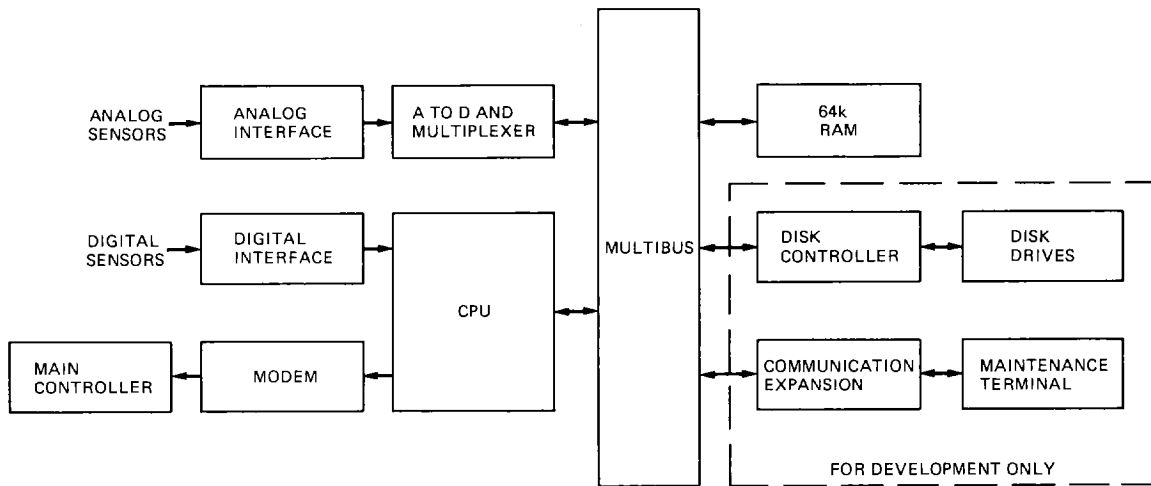 ANALOG
SENSORS
ANALOG
INTERFACE
A TO D AND
MULTIPLEXER
64k
RAM
DIGITAL
SENSORS
DIGITAL
INTERFACE
CPU
MULTIBUS
DISK
CONTROLLER
DISK
DRIVES
MAIN
CONTROLLER
MODEM
COMMUNICATION
EXPANSION
MAINTENANCE
TERMINAL
FOR DEVELOPMENT ONLY